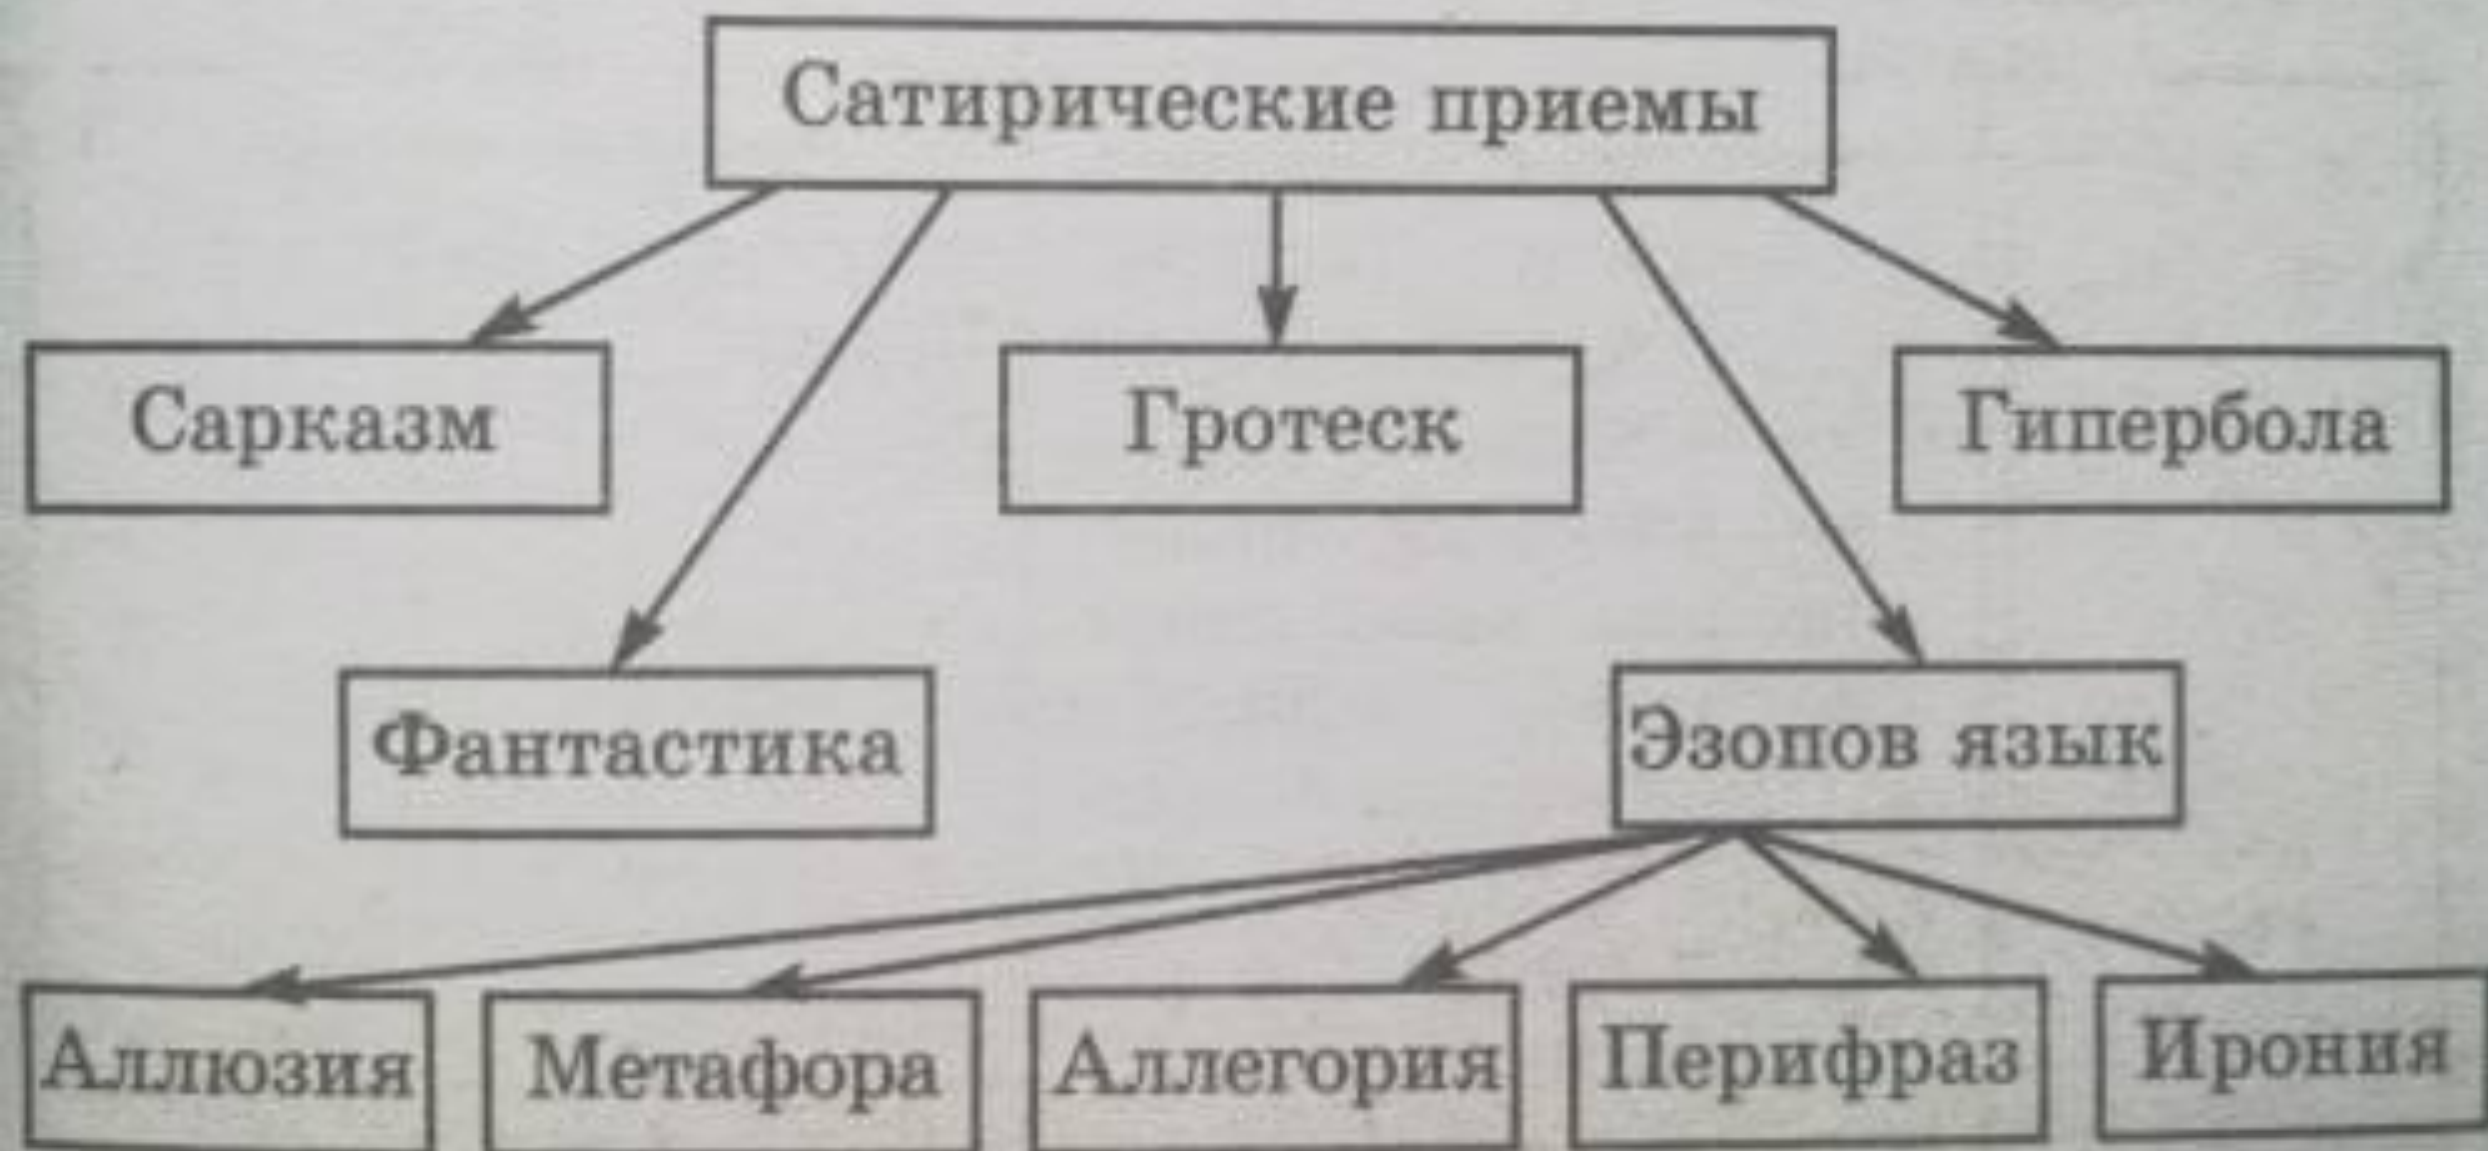 Сатирические приемы
Сарказм
Гротеск
Гипербола
Фантастика
Эзопов язык
Аллюзия
Метафора
Аллегория
Перифраз
Ирония